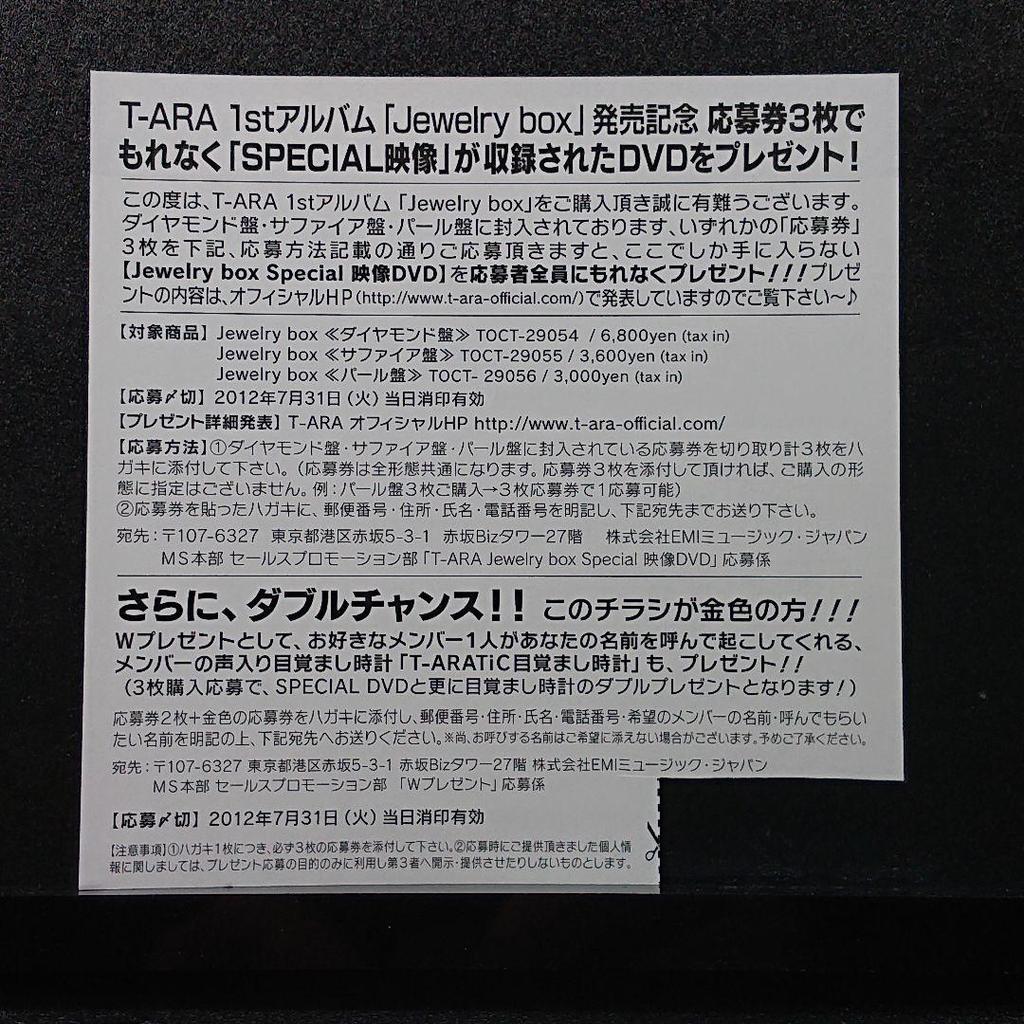 T-ARA 1stアルバム「Jewelry box」発売記念 応募券3枚で
もれなく「SPECIAL映像」が収録されたDVDをプレゼント!
この度は、T-ARA 1stアルバム「Jewelry box」をご購入頂き誠に有難うございます。
ダイヤモンド盤・サファイア盤・パール盤に封入されております、いずれかの「応募券」
3枚を下記、応募方法記載の通りご応募頂きますと、ここでしか手に入らない
【Jewelry box Special 映像DVD】を応募者全員にもれなくプレゼント!!!プレゼ
ントの内容は、オフィシャルHP(http://www.t-ara-official.com/)で発表していますのでご覧下さい〜♪
【対象商品】 Jewelry box ≪ダイヤモンド盤≫ TOCT-29054 / 6,800yen (tax in)
Jewelry box ≪サファイア盤≫ TOCT-29055 / 3,600yen (tax in)
Jewelry box ≪パール盤≫ TOCT- 29056 / 3,000yen (tax in)
【応募〆切】 2012年7月31日(火)当日消印有効
【プレゼント詳細発表】 T-ARA オフィシャルHP http://www.t-ara-official.com/
【応募方法】①ダイヤモンド盤・サファイア盤・パール盤に封入されている応募券を切り取り計3枚をハ
ガキに添付して下さい。(応募券は全形態共通になります。応募券3枚を添付して頂ければ、ご購入の形
態に指定はございません。例:パール盤3枚ご購入→3枚応募券で1応募可能)
②応募券を貼ったハガキに、郵便番号・住所・氏名・電話番号を明記し、下記宛先までお送り下さい。
宛先:〒107-6327 東京都港区赤坂5-3-1 赤坂Bizタワー27階 株式会社EMIミュージック・ジャパン
MS本部 セールスプロモーション部「T-ARA Jewelry box Special 映像DVD」応募係
さらに、ダブルチャンス!! このチラシが金色の方!!!
Wプレゼントとして、お好きなメンバー1人があなたの名前を呼んで起こしてくれる、
メンバーの声入り目覚まし時計「T-ARATiC目覚まし時計」も、プレゼント!!
(3枚購入応募で、SPECIAL DVDと更に目覚まし時計のダブルプレゼントとなります!)
応募券2枚+金色の応募券をハガキに添付し、郵便番号・住所・氏名・電話番号・希望のメンバーの名前・呼んでもらい
たい名前を明記の上、下記宛先へお送りください。※尚、お呼びする名前はご希望に添えない場合がございます。予めご了承ください。
宛先:〒107-6327 東京都港区赤坂5-3-1 赤坂Bizタワー27階 株式会社EMIミュージック・ジャパン
MS本部 セールスプロモーション部 「Wプレゼント」応募係
【応募〆切】 2012年7月31日(火)当日消印有効
【注意事項】①ハガキ1枚につき、必ず3枚の応募券を添付して下さい。②応募時にご提供頂きました個人情
報に関しましては、プレゼント応募の目的のみに利用し第3者へ開示・提供させたりしないものとします。